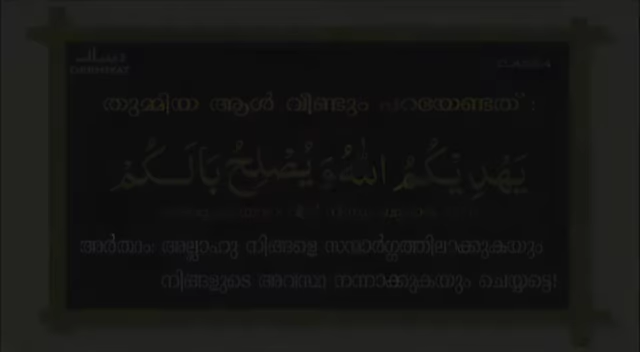 തുമ്മിയ ആൾ വീണ്ടും പറയേണ്ടത് :
يَهْدِيكُمُ اللهُ وَيُصْلِحُ بَالَكُمْ
അർത്ഥം: അല്ലാഹു നിങ്ങളെ സന്മാർഗ്ഗത്തിലാക്കുകയും
നിങ്ങളുടെ അവസ്ഥ നന്നാക്കുകയും ചെയ്യട്ടെ!